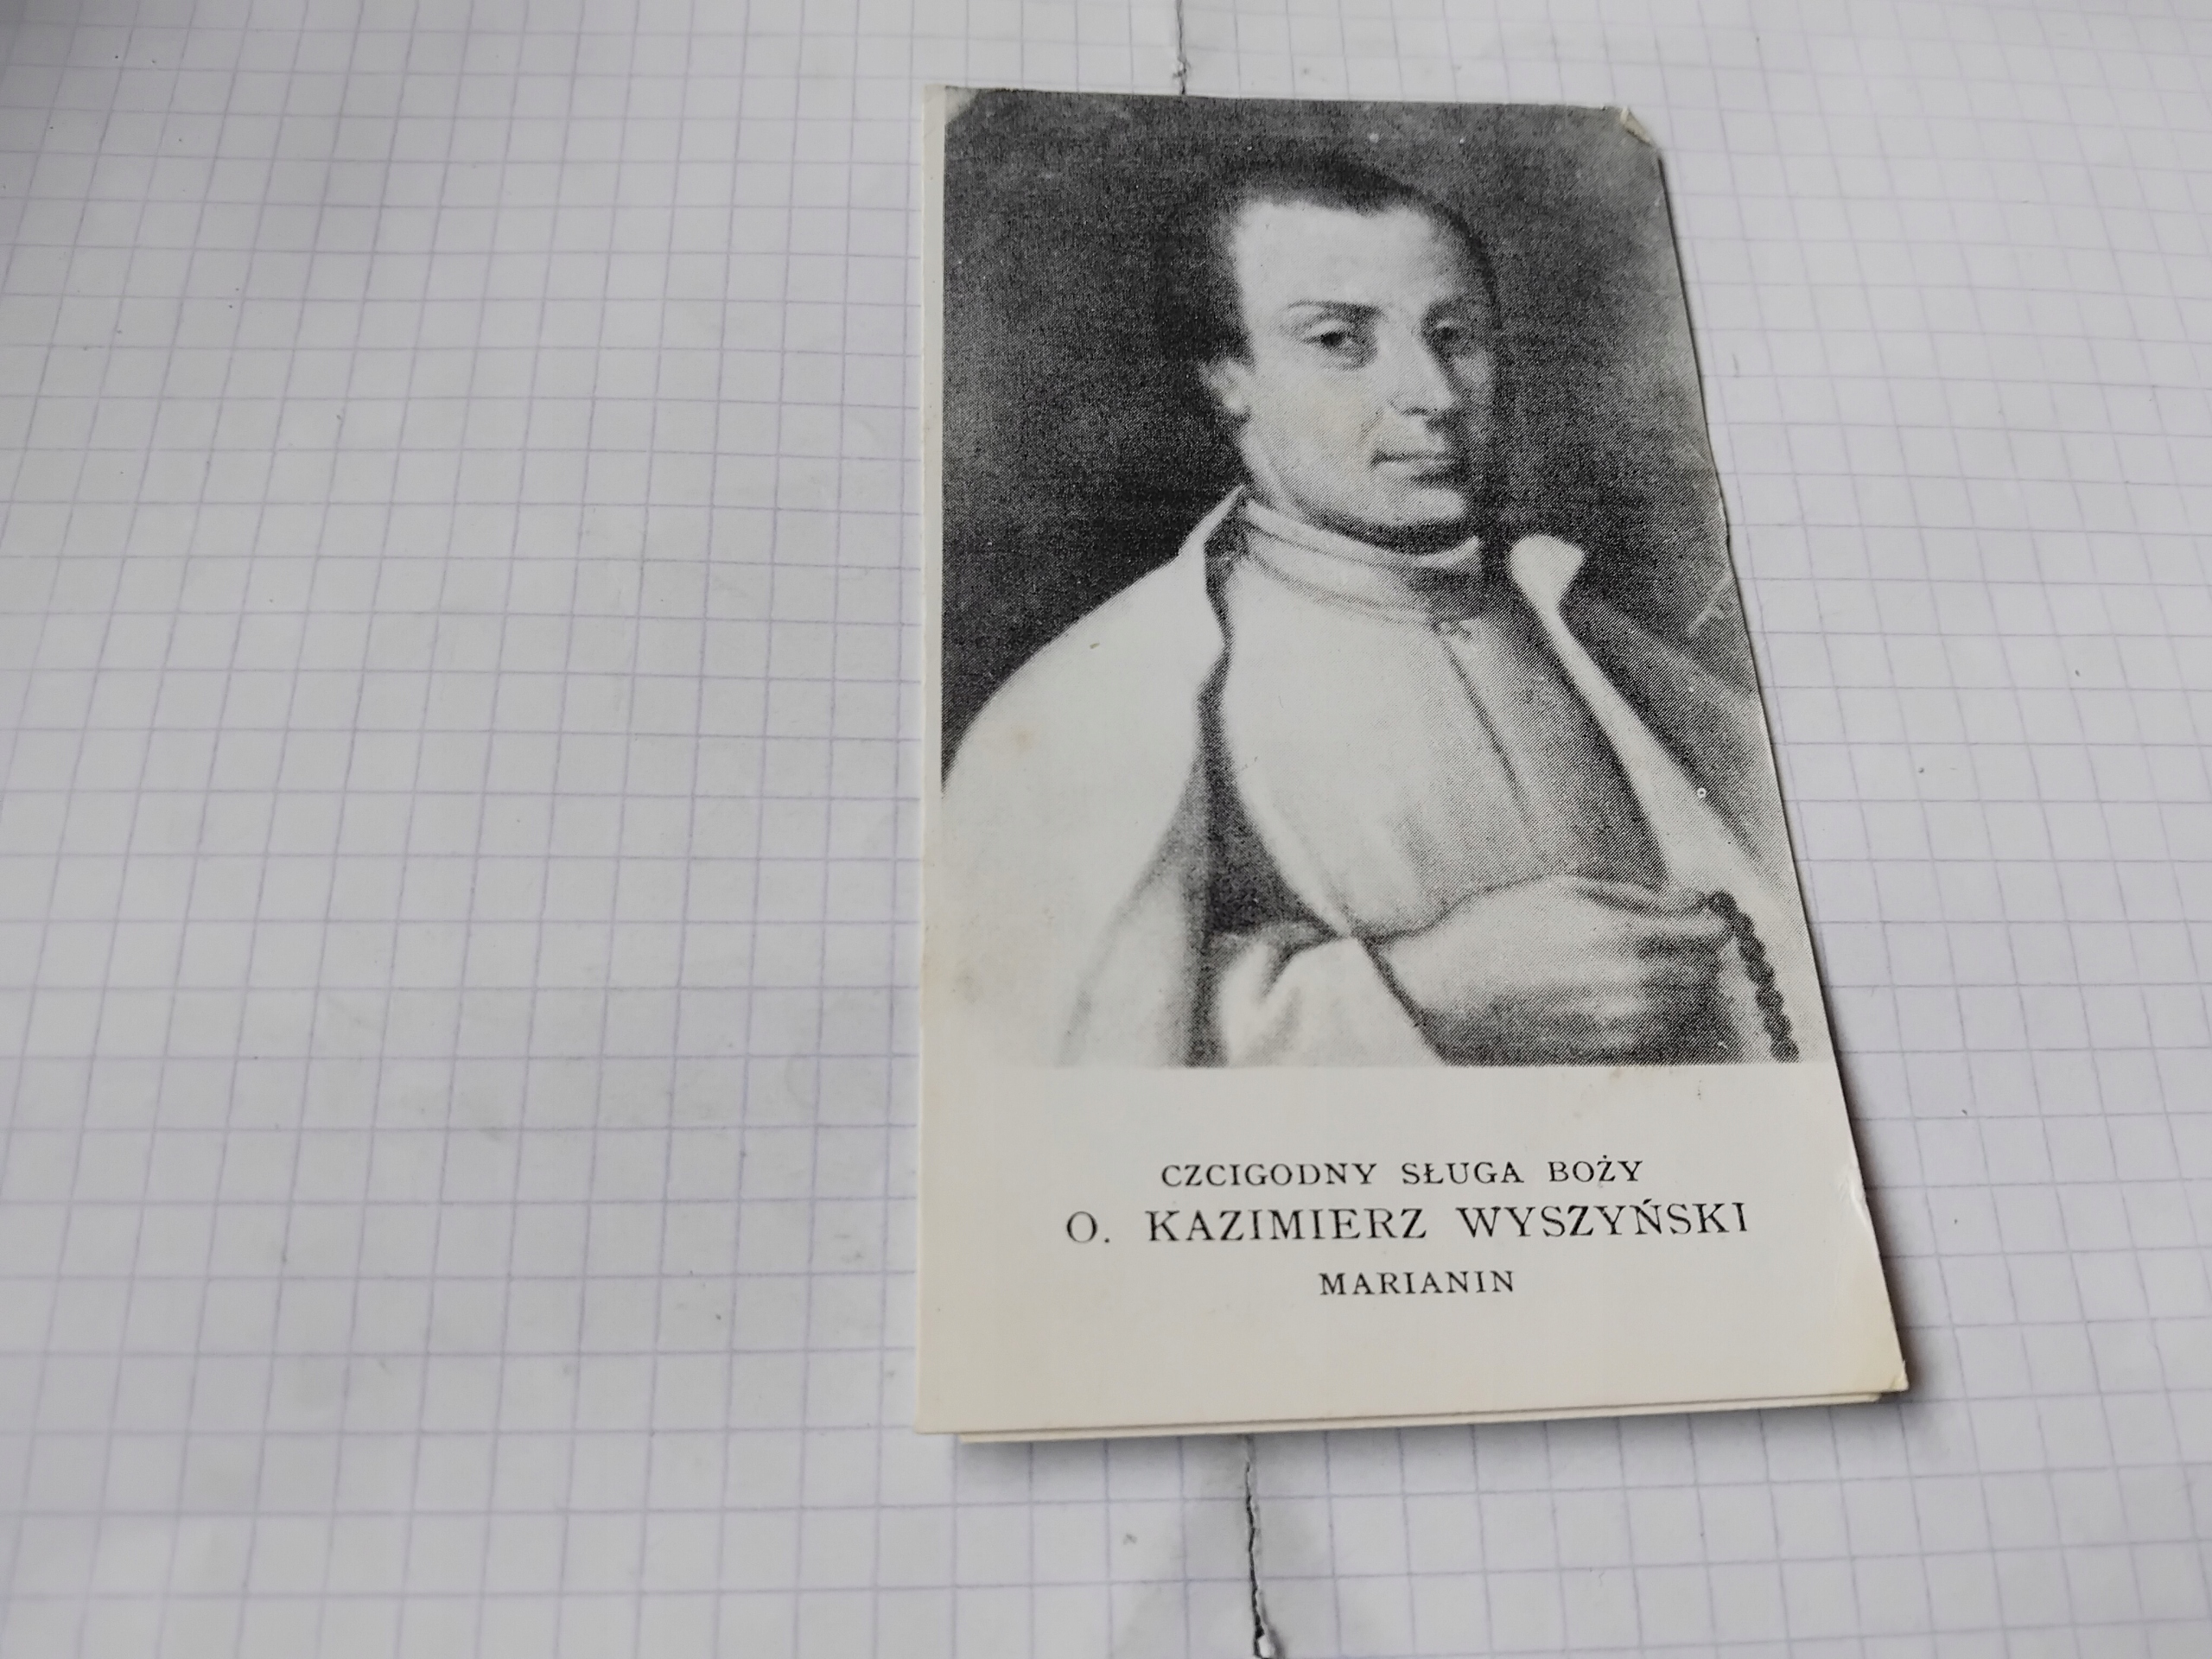 CZCIGODNY SŁUGA BOŻY
O. KAZIMIERZ WYSZYŃSKI
MARIANIN